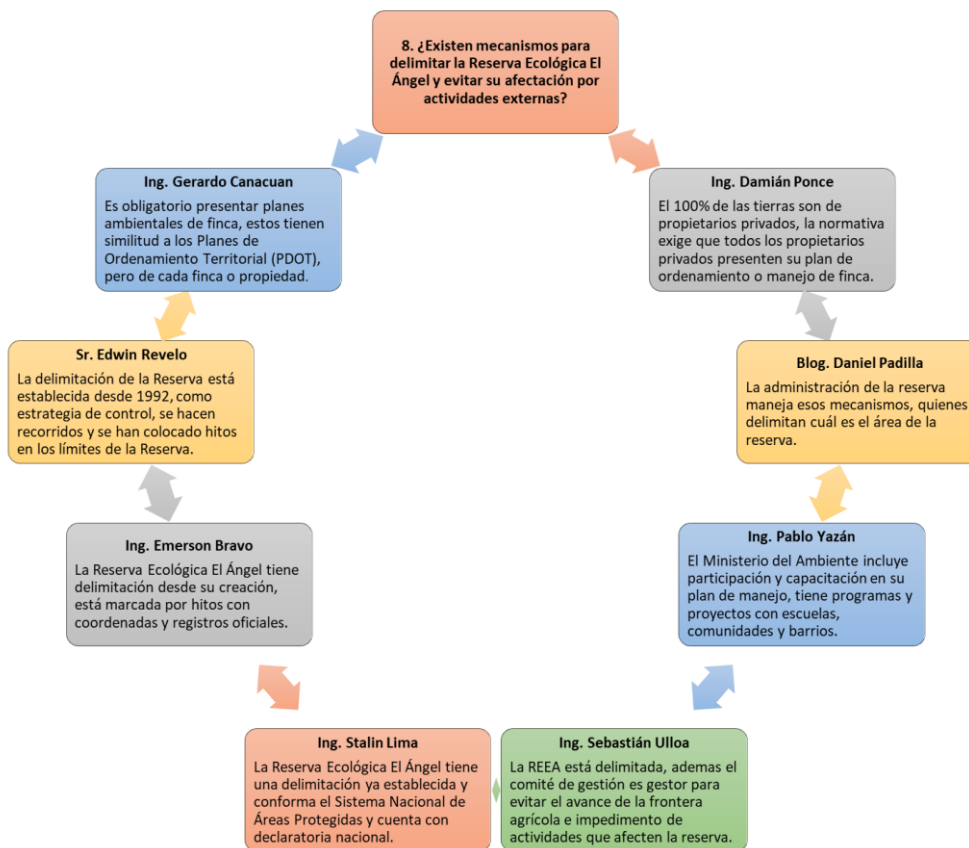 8. ¿Existen mecanismos para
delimitar la Reserva Ecológica El
Ángel y evitar su afectación por
actividades externas?
Ing. Gerardo Canacuan
Es obligatorio presentar planes
ambientales de finca, estos tienen
similitud a los Planes de
Ordenamiento Territorial (PDOT),
pero de cada finca o propiedad.
Ing. Damián Ponce
El 100% de las tierras son de
propietarios privados, la normativa
exige que todos los propietarios
privados presenten su plan de
ordenamiento o manejo de finca.
Sr. Edwin Revelo
La delimitación de la Reserva está
establecida desde 1992, como
estrategia de control, se hacen
recorridos y se han colocado hitos
en los límites de la Reserva.
Blog. Daniel Padilla
La administración de la reserva
maneja esos mecanismos, quienes
delimitan cuál es el área de la
reserva.
Ing. Emerson Bravo
La Reserva Ecológica El Ángel tiene
delimitación desde su creación,
está marcada por hitos con
coordenadas y registros oficiales.
Ing. Pablo Yazán
El Ministerio del Ambiente incluye
participación y capacitación en su
plan de manejo, tiene programas y
proyectos con escuelas,
comunidades y barrios.
Ing. Stalin Lima
La Reserva Ecológica El Ángel tiene
una delimitación ya establecida y
conforma el Sistema Nacional de
Áreas Protegidas y cuenta con
declaratoria nacional.
Ing. Sebastián Ulloa
La REEA está delimitada, ademas el
comité de gestión es gestor para
evitar el avance de la frontera
agrícola e impedimento de
actividades que afecten la reserva.